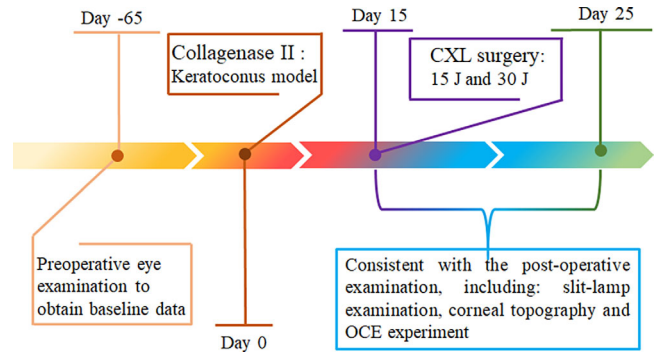 Day -65
Day 15
Day 25
Collagenase II :
Keratoconus model
CXL surgery:
15 J and 30 J
Preoperative eye
examination to
obtain baseline data
Consistent with the post-operative
examination, including: slit-lamp
examination, corneal topography and
OCE experiment
Day 0